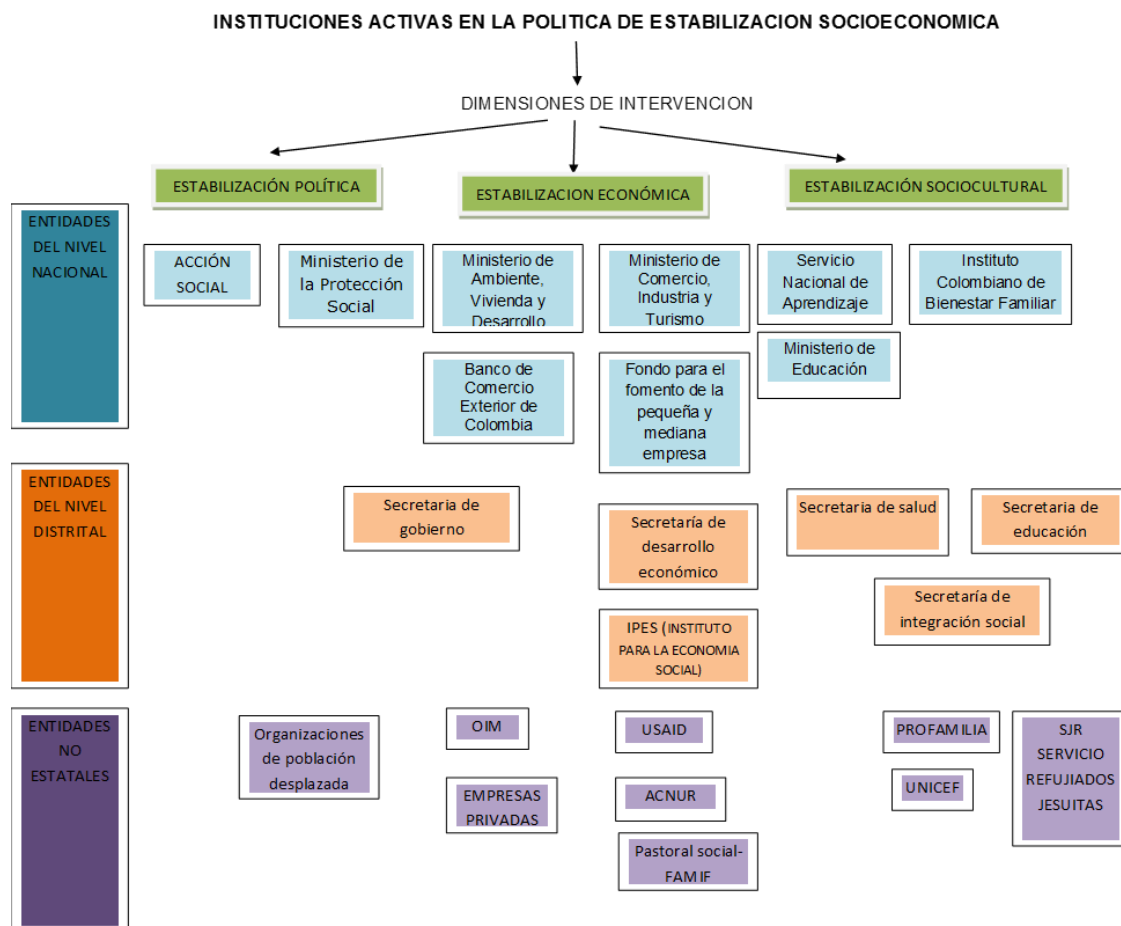 INSTITUCIONES ACTIVAS EN LA POLITICA DE ESTABILIZACION SOCIOECONOMICA
DIMENSIONES DE INTERVENCION
ESTABILIZACIÓN POLÍTICA
ESTABILIZACION ECONÓMICA
ESTABILIZACIÓN SOCIOCULTURAL
ENTIDADES
DEL NIVEL
NACIONAL
ACCIÓN
SOCIAL
Ministerio de
la Protección
Social
Ministerio de
Ambiente,
Vivienda y
Desarrollo
Ministerio de
Comercio,
Industria y
Turismo
Servicio
Nacional de
Aprendizaje
Instituto
Colombiano de
Bienestar Familiar
Banco de
Comercio
Exterior de
Colombia
Fondo para el
fomento de la
pequeña y
mediana
empresa
Ministerio de
Educación
ENTIDADES
DEL NIVEL
DISTRITAL
Secretaria de
gobierno
Secretaría de
desarrollo
económico
Secretaria de salud
Secretaria de
educación
Secretaría de
integración social
IPES (INSTITUTO
PARA LA ECONOMIA
SOCIAL)
ENTIDADES
NO
ESTATALES
Organizaciones
de población
desplazada
OIM
EMPRESAS
PRIVADAS
USAID
ACNUR
Pastoral social-
FAMIF
PROFAMILIA
UNICEF
SJR
SERVICIO
REFUJIADOS
JESUITAS